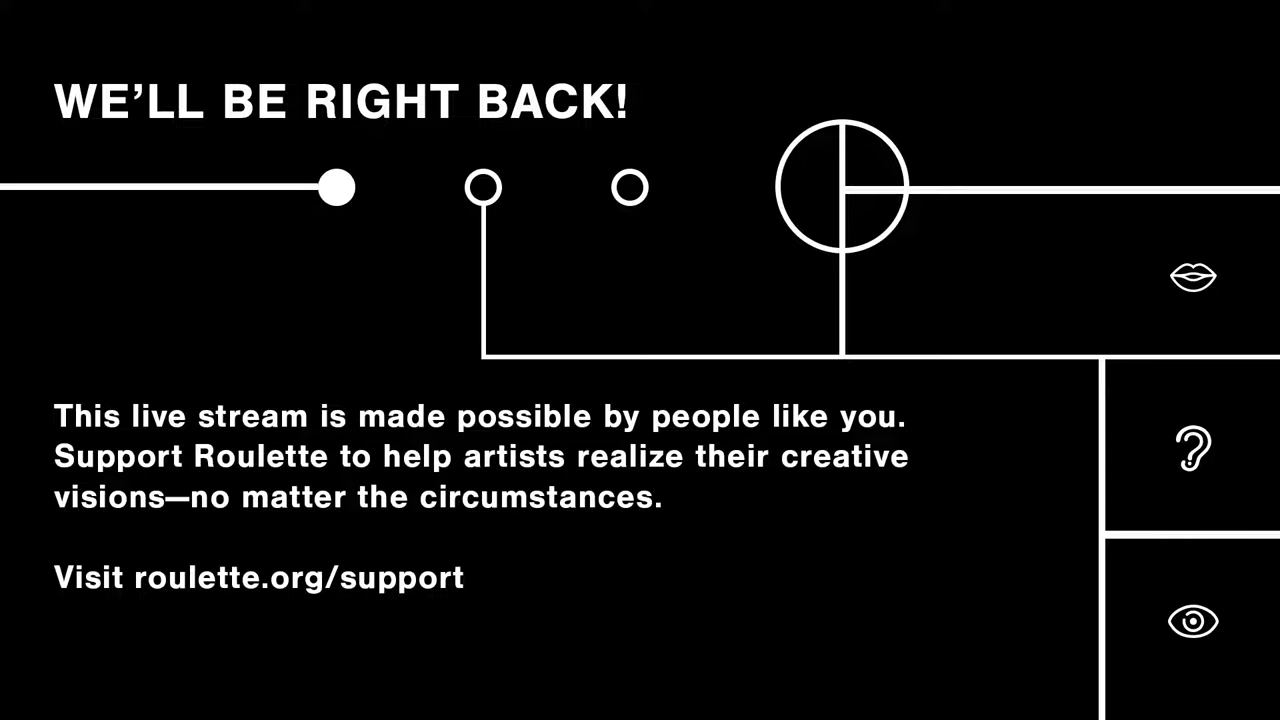 WE’LL BE RIGHT BACK!
This live stream is made possible by people like you.
Support Roulette to help artists realize their creative
visions—no matter the circumstances.
Visit roulette.org/support